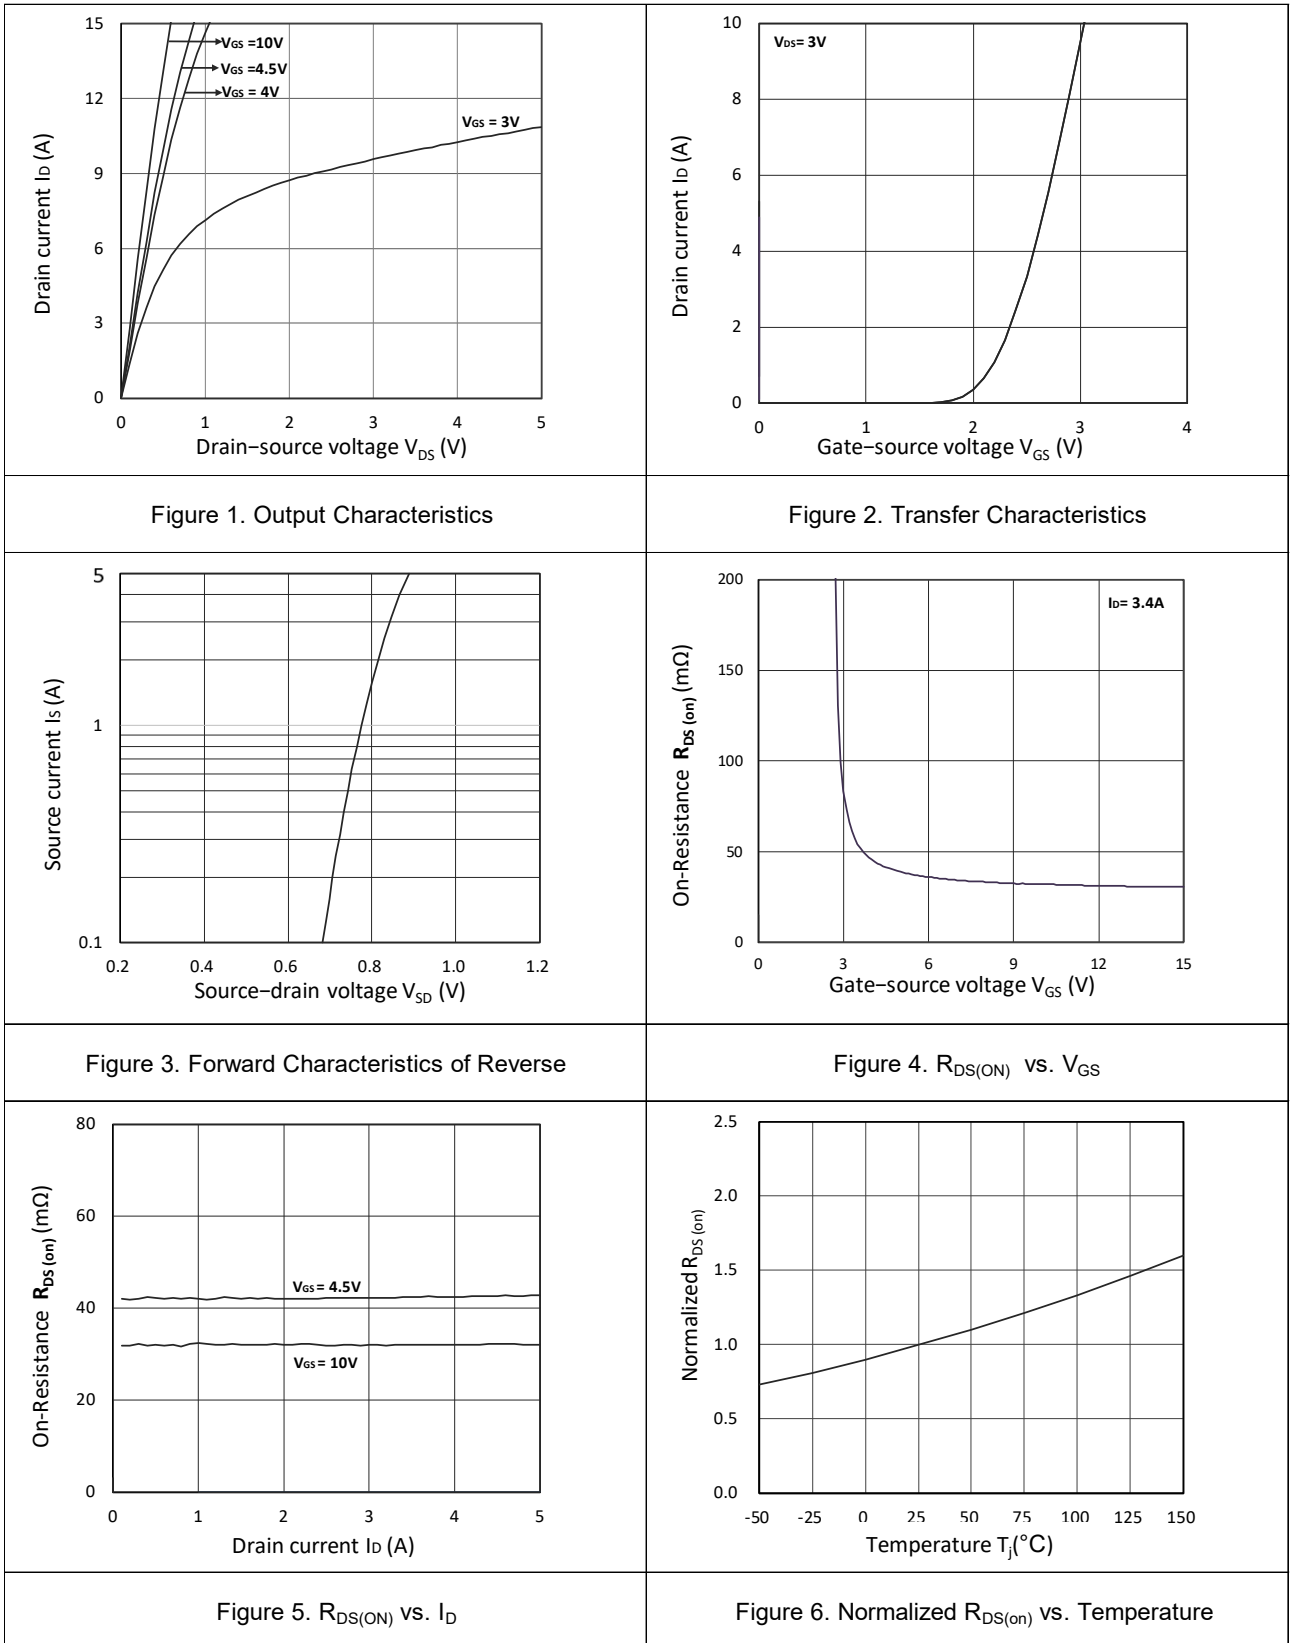 15
12
9
6
3
0
0 1 2 3 4 5
Drain current ID (A)
Drain−source voltage VDS (V)
VGS =10V
VGS =4.5V
VGS = 4V
VGS = 3V
10
8
6
4
2
0
0 1 2 3 4
Drain current ID (A)
Gate−source voltage VGS (V)
VDS= 3V
Figure 1. Output Characteristics
Figure 2. Transfer Characteristics
5
1
0.1
0.2 0.4 0.6 0.8 1.0 1.2
Source current IS (A)
Source−drain voltage VSD (V)
200
150
100
50
0
0 3 6 9 12 15
On-Resistance RDS (on) (mΩ)
Gate−source voltage VGS (V)
ID= 3.4A
Figure 3. Forward Characteristics of Reverse
Figure 4. RDS(ON) vs. VGS
80
60
40
20
0
0 1 2 3 4 5
On-Resistance RDS (on) (mΩ)
Drain current ID (A)
VGS = 4.5V
VGS = 10V
2.5
2.0
1.5
1.0
0.5
0.0
-50 -25 0 25 50 75 100 125 150
Normalized RDS (on)
Temperature Tj(°C)
Figure 5. RDS(ON) vs. ID
Figure 6. Normalized RDS(on) vs. Temperature